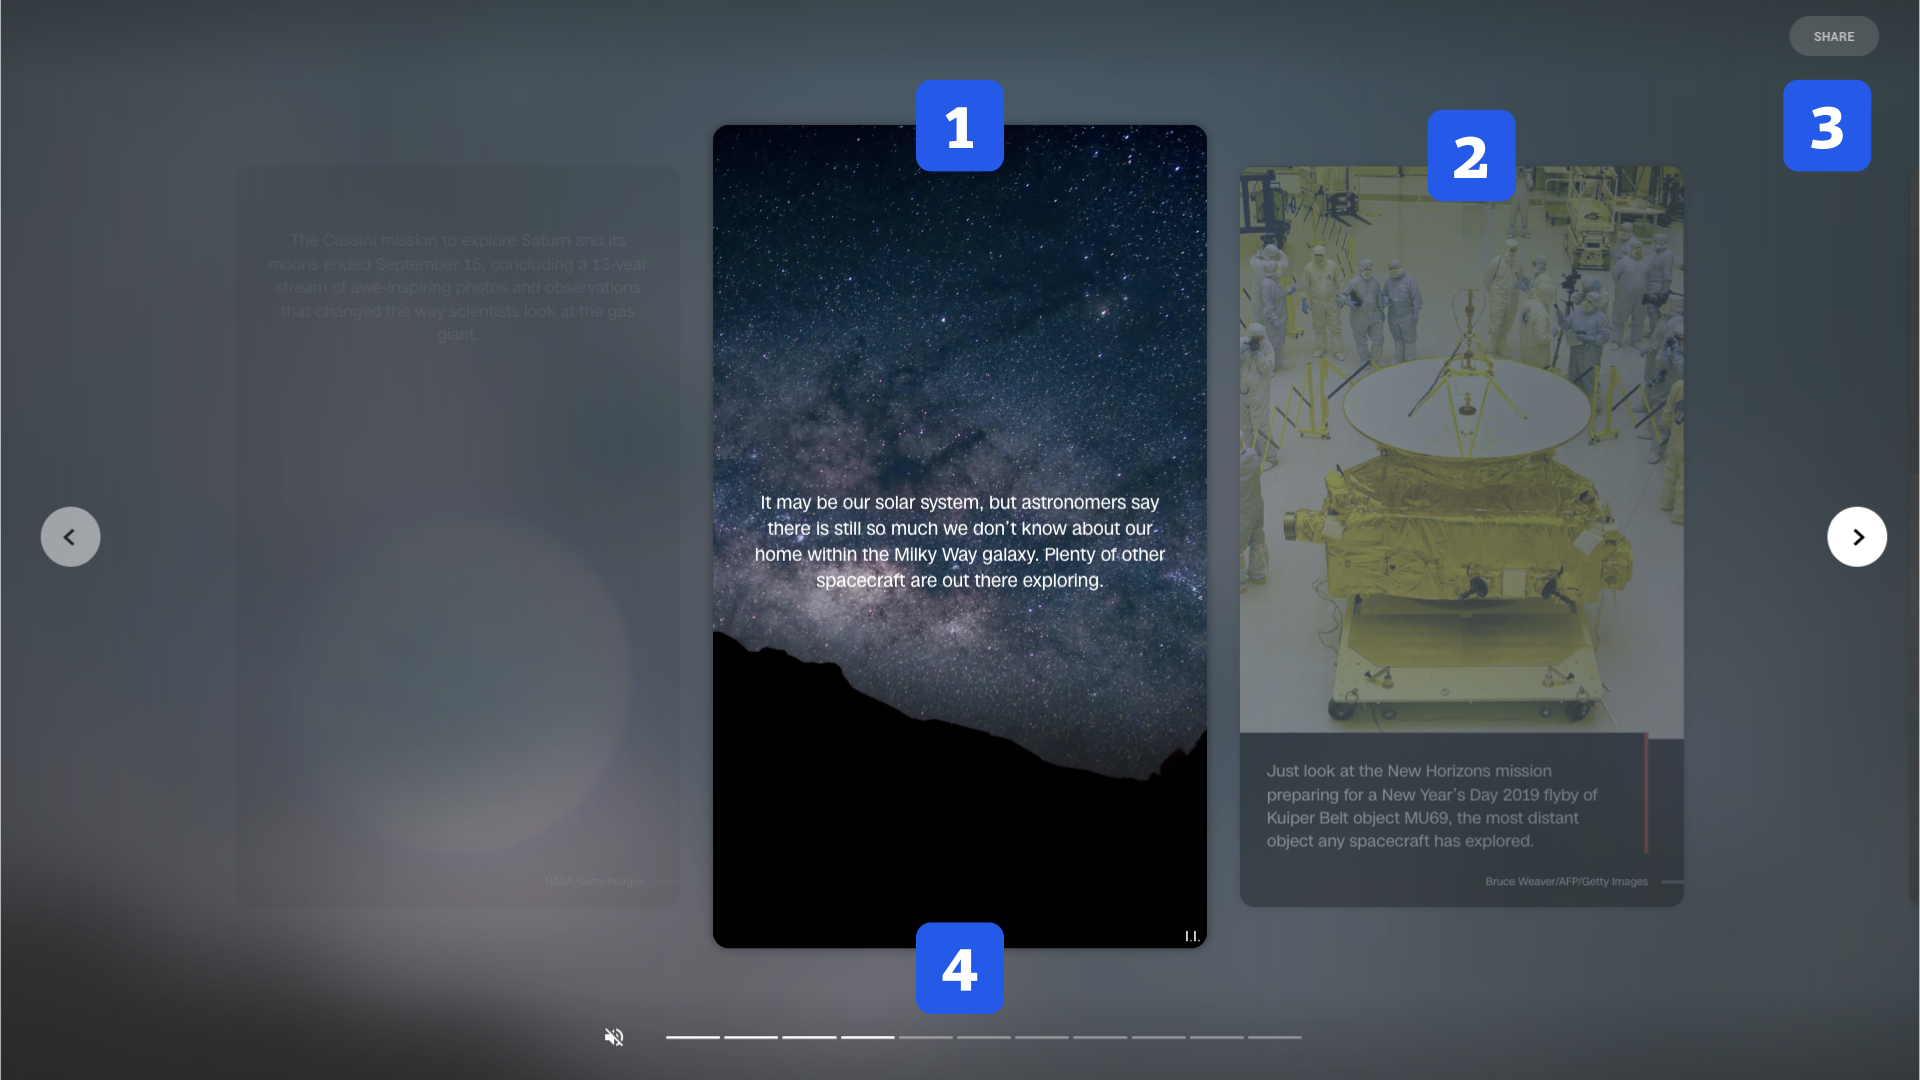 SHARE
1
2
3
The Cassini mission to explore Saturn and its
moons ended September 15, concluding a 13-year
stream of awe-inspiring photos and observations
that changed the way scientists look at the gas
giant.
NASA/Getty Images
It may be our solar system, but astronomers say
there is still so much we don’t know about our
home within the Milky Way galaxy. Plenty of other
spacecraft are out there exploring.
Just look at the New Horizons mission
preparing for a New Year’s Day 2019 flyby of
Kuiper Belt object MU69, the most distant
object any spacecraft has explored.
Bruce Weaver/AFP/Getty Images
4